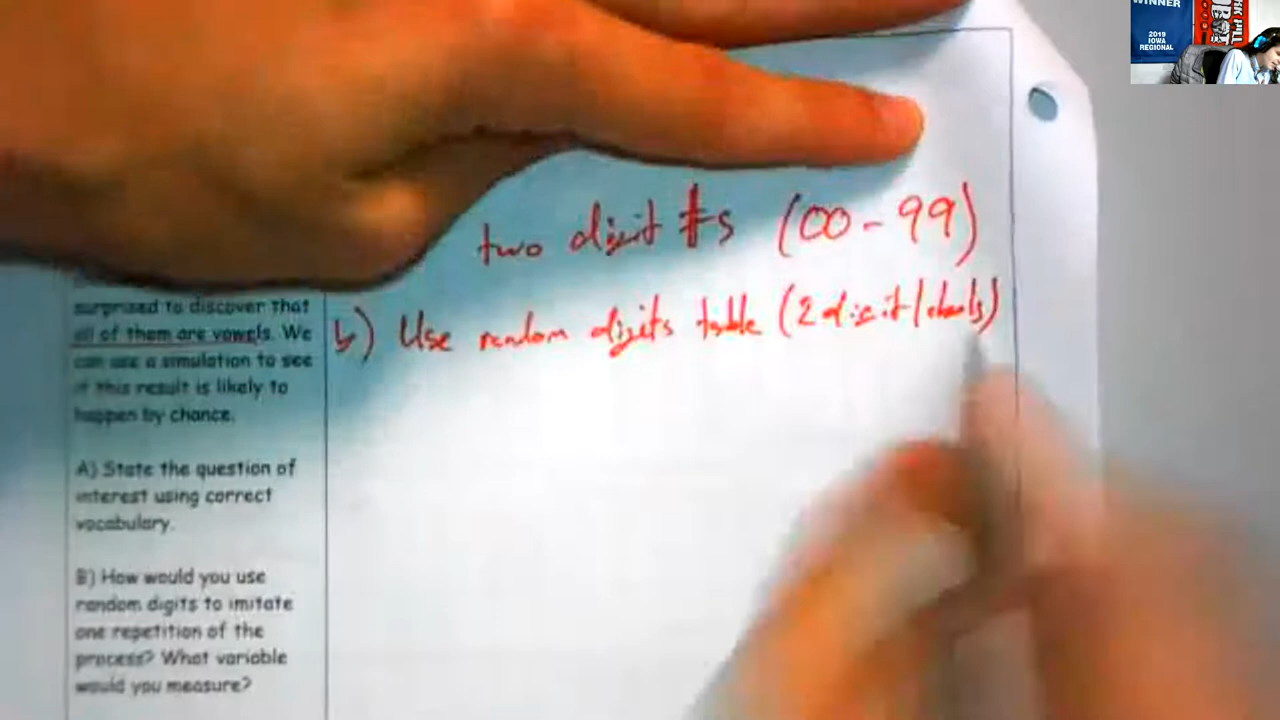 WINNER
2019
IOWA
REGIONAL
two digit #s (00-99)
b) Use random digits table (2 digit/
surprised to discover that
all of them are vowels. We
can use a simulation to see
if this result is likely to
happen by chance.
A) State the question of
interest using correct
vocabulary.
B) How would you use
random digits to imitate
one repetition of the
process? What variable
would you measure?